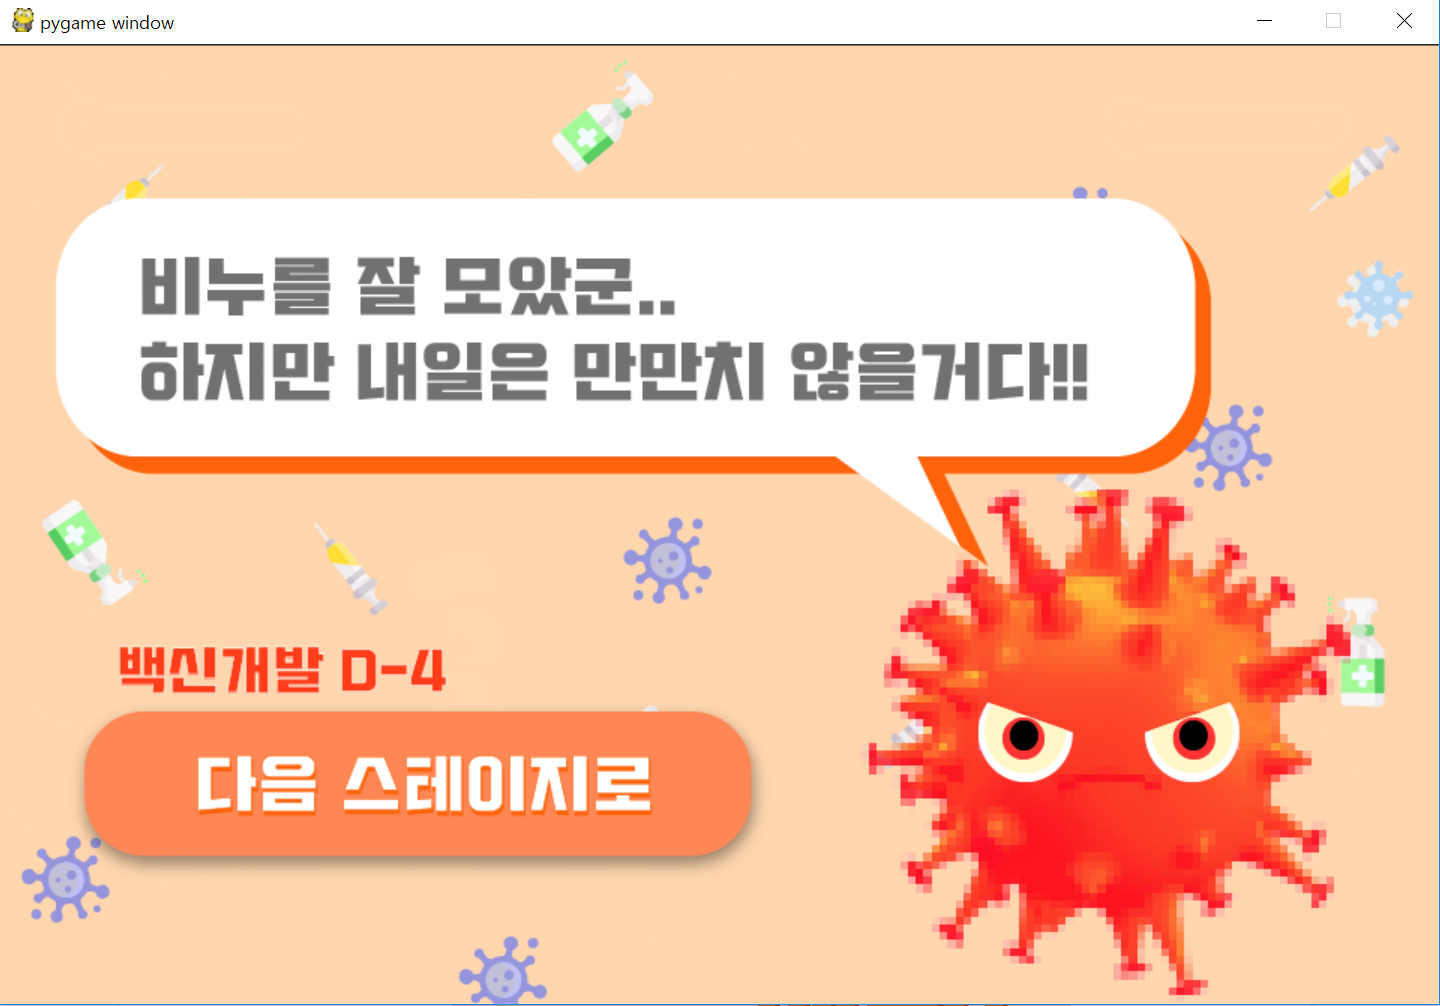 pygame window
비누를 잘 모았군..
하지만 내일은 만만치 않을거다!!
백신개발 D-4
다음 스테이지로